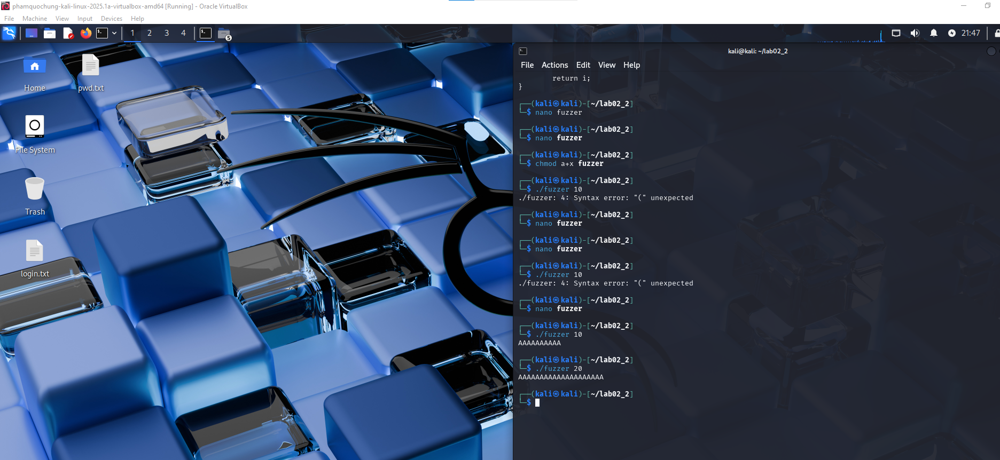 phamquochung-kali-linux-2025.1a-virtualbox-amd64 [Running] - Oracle VirtualBox
File Machine View Input Devices Help
1 2 3 4 5 21:47
Home
pwd.txt
File System
Trash
login.txt
kali@kali: ~/lab02_2
File Actions Edit View Help
return i;
}
┌──(kali㉿kali)-[~/lab02_2]
└─$ nano fuzzer
┌──(kali㉿kali)-[~/lab02_2]
└─$ nano fuzzer
┌──(kali㉿kali)-[~/lab02_2]
└─$ chmod a+x fuzzer
┌──(kali㉿kali)-[~/lab02_2]
└─$ ./fuzzer 10
./fuzzer: 4: Syntax error: "(" unexpected
┌──(kali㉿kali)-[~/lab02_2]
└─$ nano fuzzer
┌──(kali㉿kali)-[~/lab02_2]
└─$ nano fuzzer
┌──(kali㉿kali)-[~/lab02_2]
└─$ ./fuzzer 10
./fuzzer: 4: Syntax error: "(" unexpected
┌──(kali㉿kali)-[~/lab02_2]
└─$ nano fuzzer
┌──(kali㉿kali)-[~/lab02_2]
└─$ ./fuzzer 10
AAAAAAAAAA
┌──(kali㉿kali)-[~/lab02_2]
└─$ ./fuzzer 20
AAAAAAAAAAAAAAAAAAAA
┌──(kali㉿kali)-[~/lab02_2]
└─$